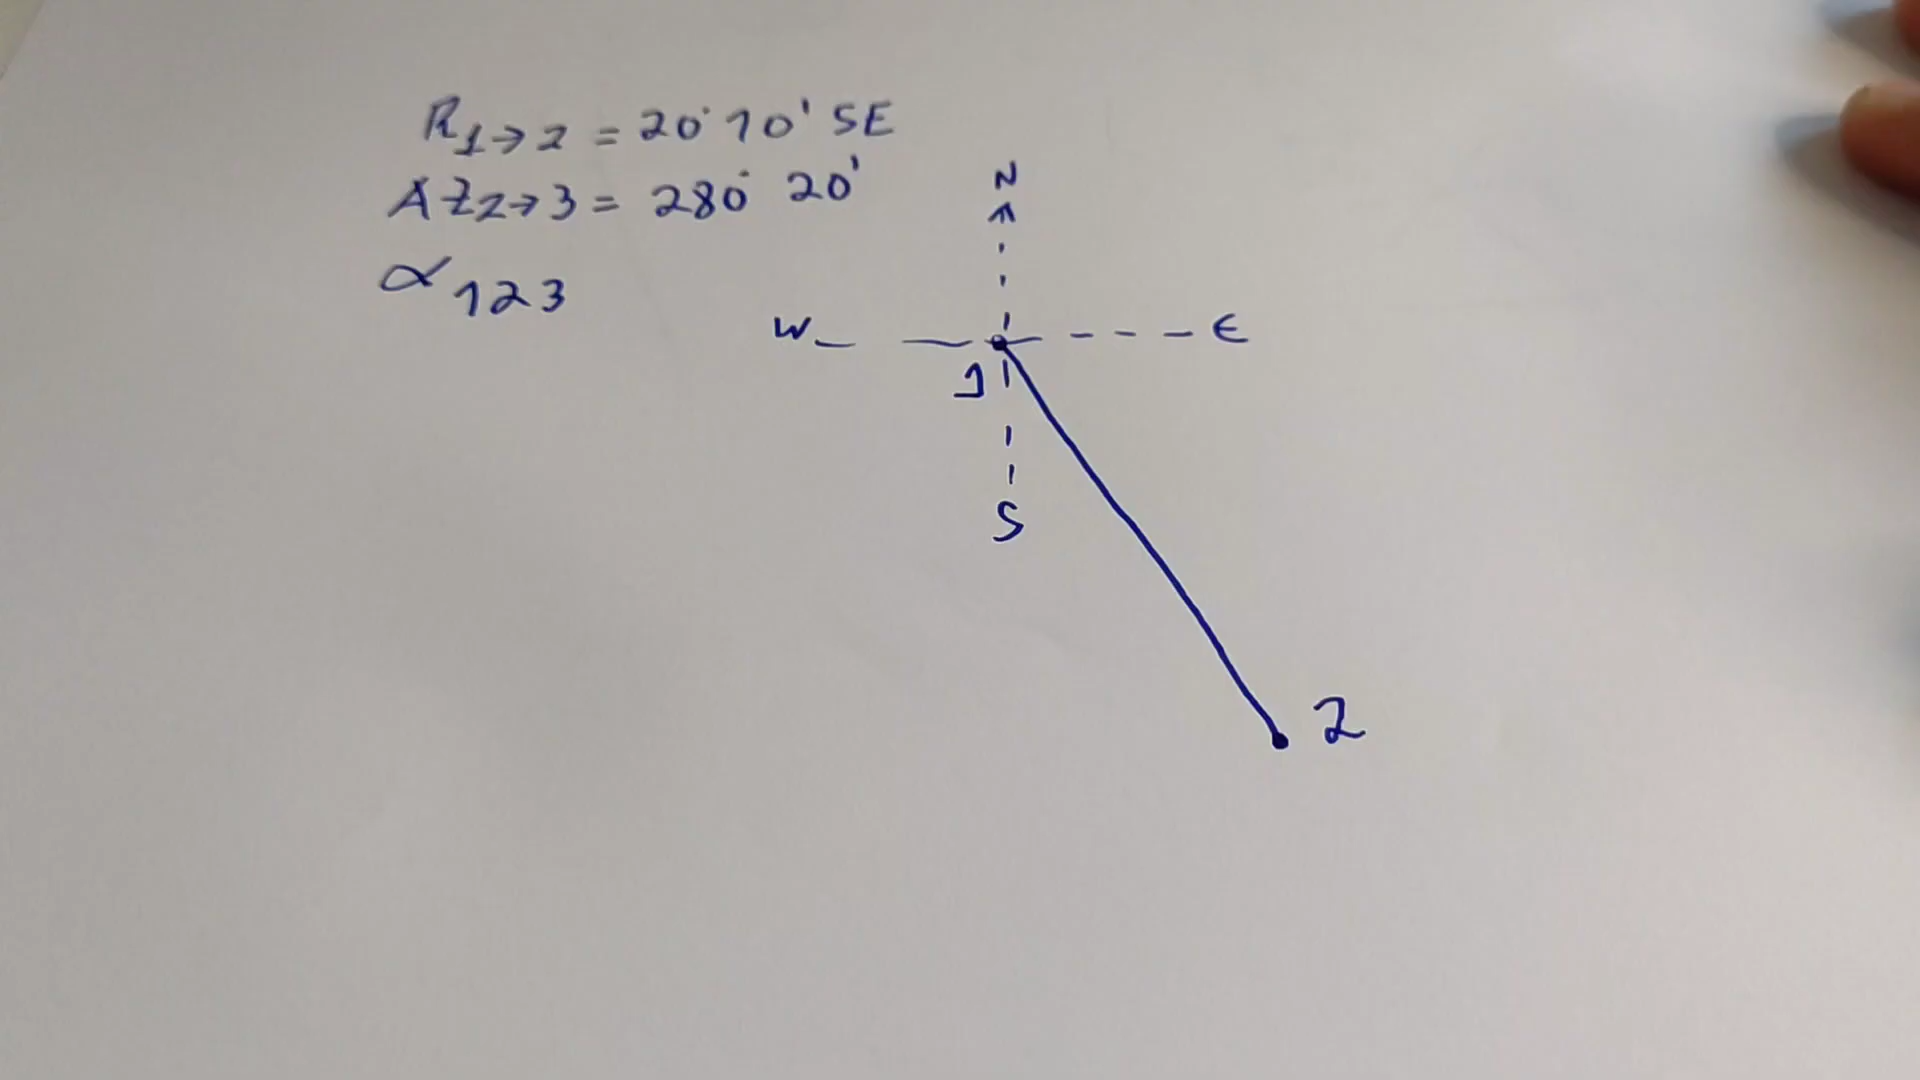 R1→2 = 20°10' SE
AZ2→3 = 280° 20'
α123
N
W
E
1
S
2